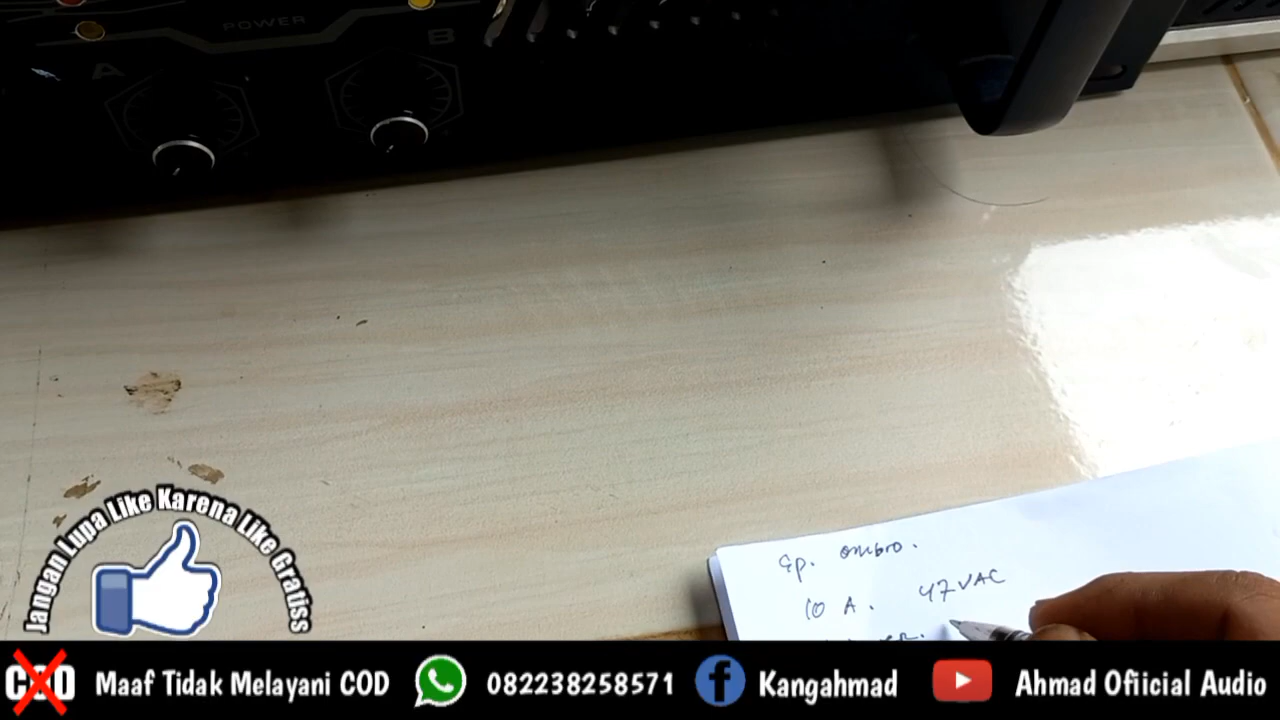 POWER
A
B
Jangan Lupa Like Karena Like Gratiss
ombro.
10 A. 47VAC
COD Maaf Tidak Melayani COD 082238258571 Kangahmad Ahmad Ofiicial Audio